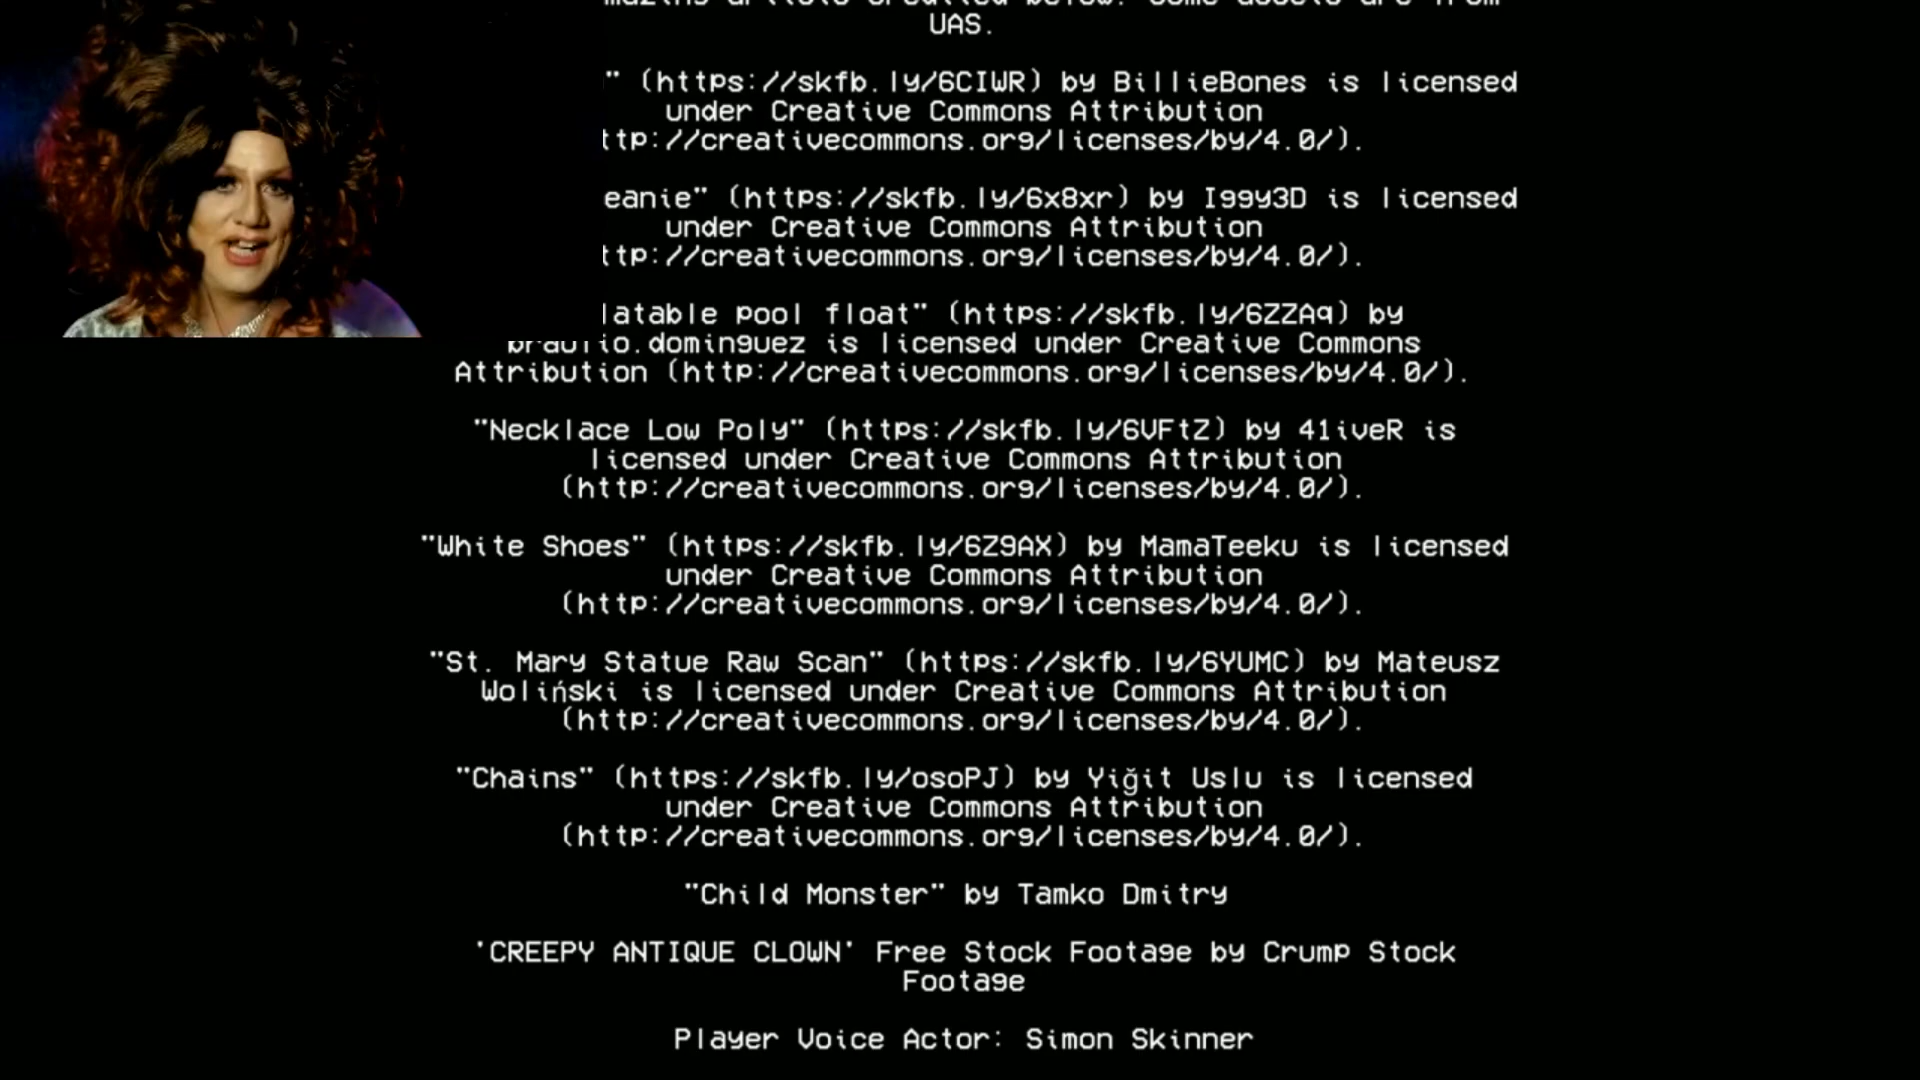 UAS.
" (https://skfb.ly/6CIWR) by BillieBones is licensed
under Creative Commons Attribution
ttp://creativecommons.org/licenses/by/4.0/).
eanie" (https://skfb.ly/6x8xr) by Iggy3D is licensed
under Creative Commons Attribution
ttp://creativecommons.org/licenses/by/4.0/).
latable pool float" (https://skfb.ly/6ZZAq) by
braulio.dominguez is licensed under Creative Commons
Attribution (http://creativecommons.org/licenses/by/4.0/).
"Necklace Low Poly" (https://skfb.ly/6VFtZ) by 41iveR is
licensed under Creative Commons Attribution
(http://creativecommons.org/licenses/by/4.0/).
"White Shoes" (https://skfb.ly/6Z9AX) by MamaTeeku is licensed
under Creative Commons Attribution
(http://creativecommons.org/licenses/by/4.0/).
"St. Mary Statue Raw Scan" (https://skfb.ly/6YUMC) by Mateusz
Woliński is licensed under Creative Commons Attribution
(http://creativecommons.org/licenses/by/4.0/).
"Chains" (https://skfb.ly/osoPJ) by Yiğit Uslu is licensed
under Creative Commons Attribution
(http://creativecommons.org/licenses/by/4.0/).
"Child Monster" by Tamko Dmitry
'CREEPY ANTIQUE CLOWN' Free Stock Footage by Crump Stock
Footage
Player Voice Actor: Simon Skinner